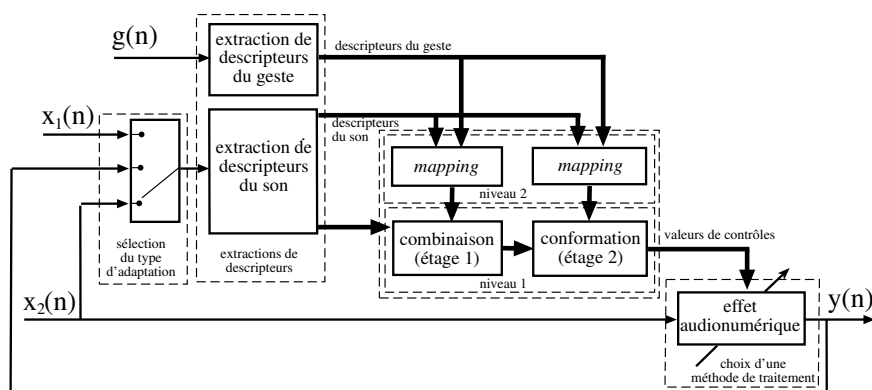 g(n)
extraction de
descripteurs
du geste
descripteurs du geste
x1(n)
extraction de
descripteurs
du son
descripteurs
du son
mapping
mapping
niveau 2
sélection
du type
d'adaptation
extractions de
descripteurs
combinaison
(étage 1)
conformation
(étage 2)
niveau 1
valeurs de contrôles
x2(n)
effet
audionumérique
y(n)
choix d'une
méthode de traitement